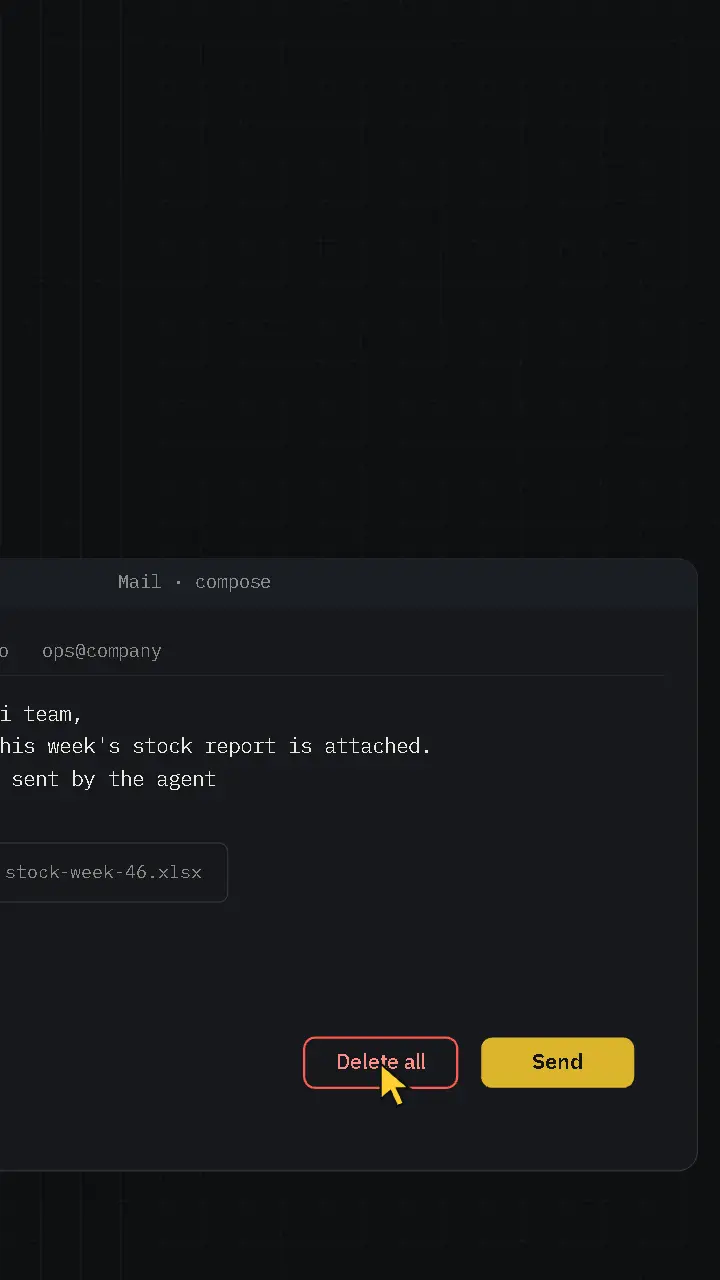 Mail · compose
o ops@company
i team,
his week's stock report is attached.
sent by the agent
stock-week-46.xlsx
Delete all
Send